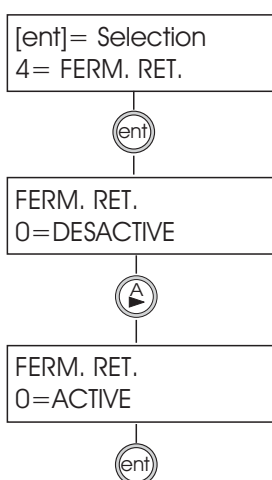 [ent]= Selection
4= FERM. RET.
ent
FERM. RET.
0=DESACTIVE
A
FERM. RET.
0=ACTIVE
ent